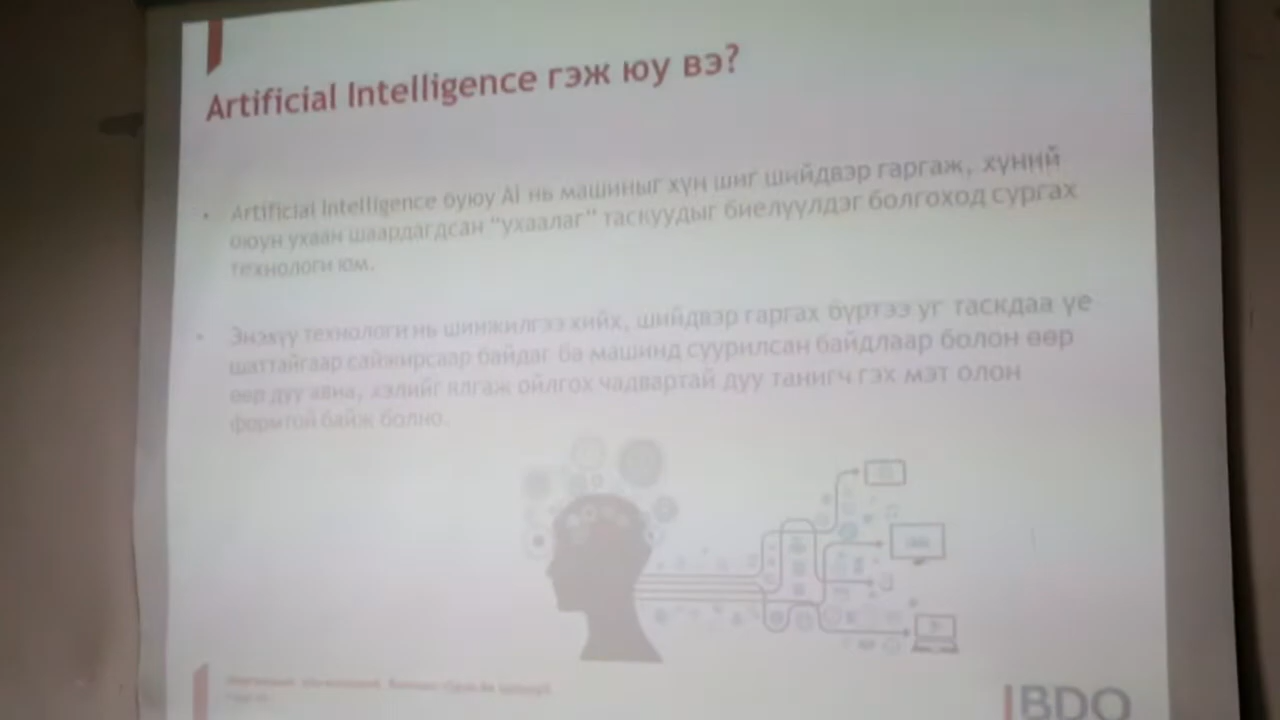 Artificial Intelligence гэж юу вэ?
• Artificial Intelligence буюу AI нь машиныг хүн шиг шийдвэр гаргаж, хүний
оюун ухаан шаардагдсан “ухаалаг” таскуудыг биелүүлдэг болгоход сургах
технологи юм.
• Энэхүү технологи нь шинжилгээ хийх, шийдвэр гаргах бүртээ уг таскдаа үе
шаттайгаар сайжирсаар байдаг ба машинд суурилсан байдлаар болон өөр
өөр дуу авиа, хэлийг ялгаж ойлгох чадвартай дуу танигч гэх мэт олон
формтой байж болно.
BDO